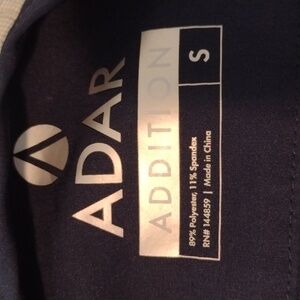 ADAR
ADDITION
S
89% Polyester, 11% Spandex
RN# 144859 | Made in China